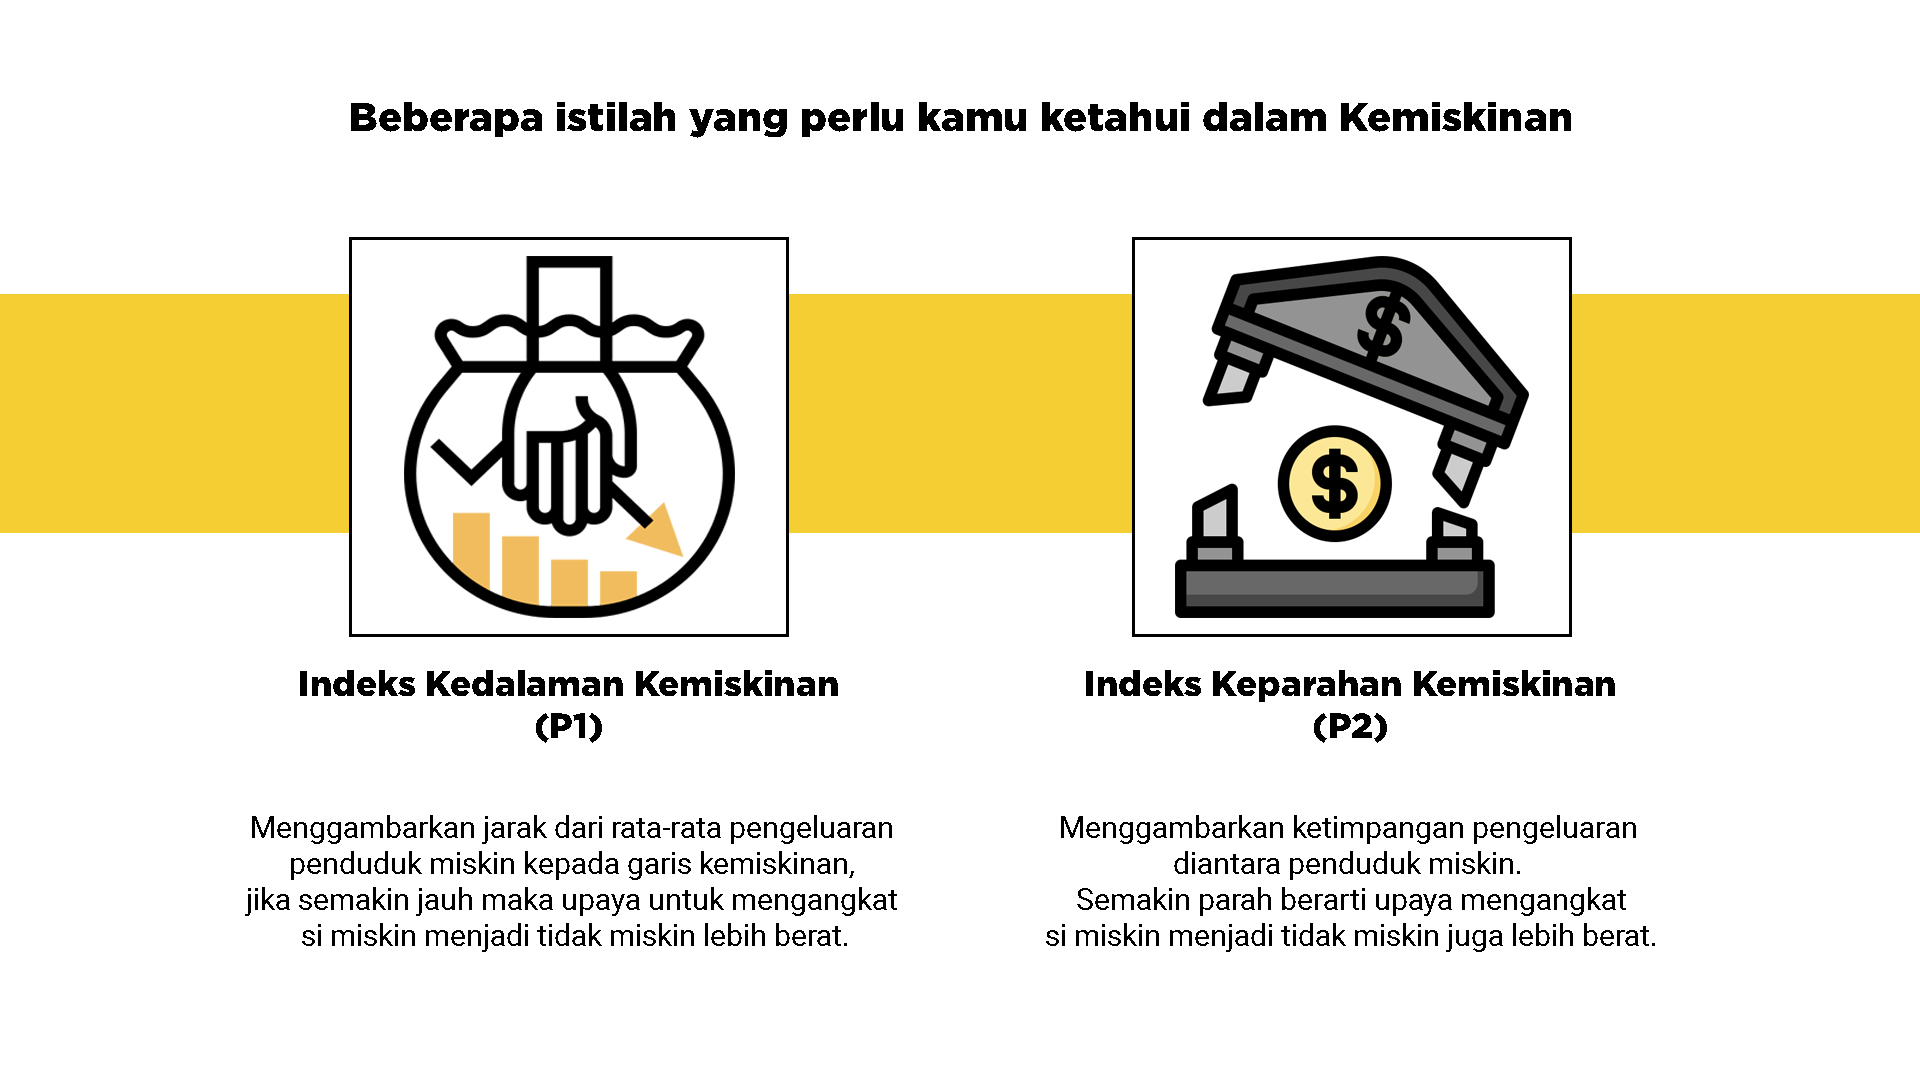 Beberapa istilah yang perlu kamu ketahui dalam Kemiskinan
Indeks Kedalaman Kemiskinan
(P1)
Menggambarkan jarak dari rata-rata pengeluaran
penduduk miskin kepada garis kemiskinan,
jika semakin jauh maka upaya untuk mengangkat
si miskin menjadi tidak miskin lebih berat.
$
$
Indeks Keparahan Kemiskinan
(P2)
Menggambarkan ketimpangan pengeluaran
diantara penduduk miskin.
Semakin parah berarti upaya mengangkat
si miskin menjadi tidak miskin juga lebih berat.